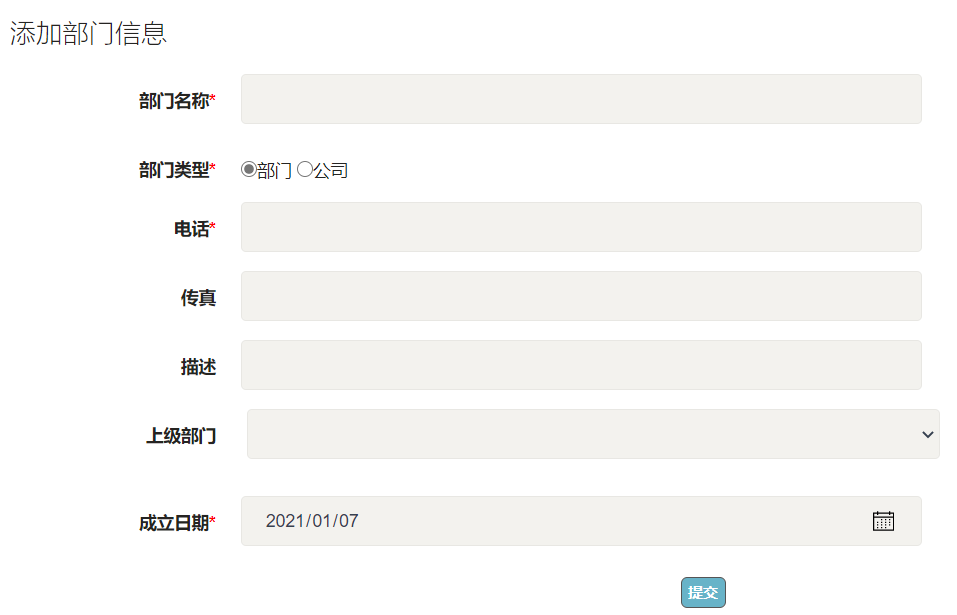 添加部门信息
部门名称*
部门类型* 部门 公司
电话*
传真
描述
上级部门
成立日期* 2021/01/07
提交